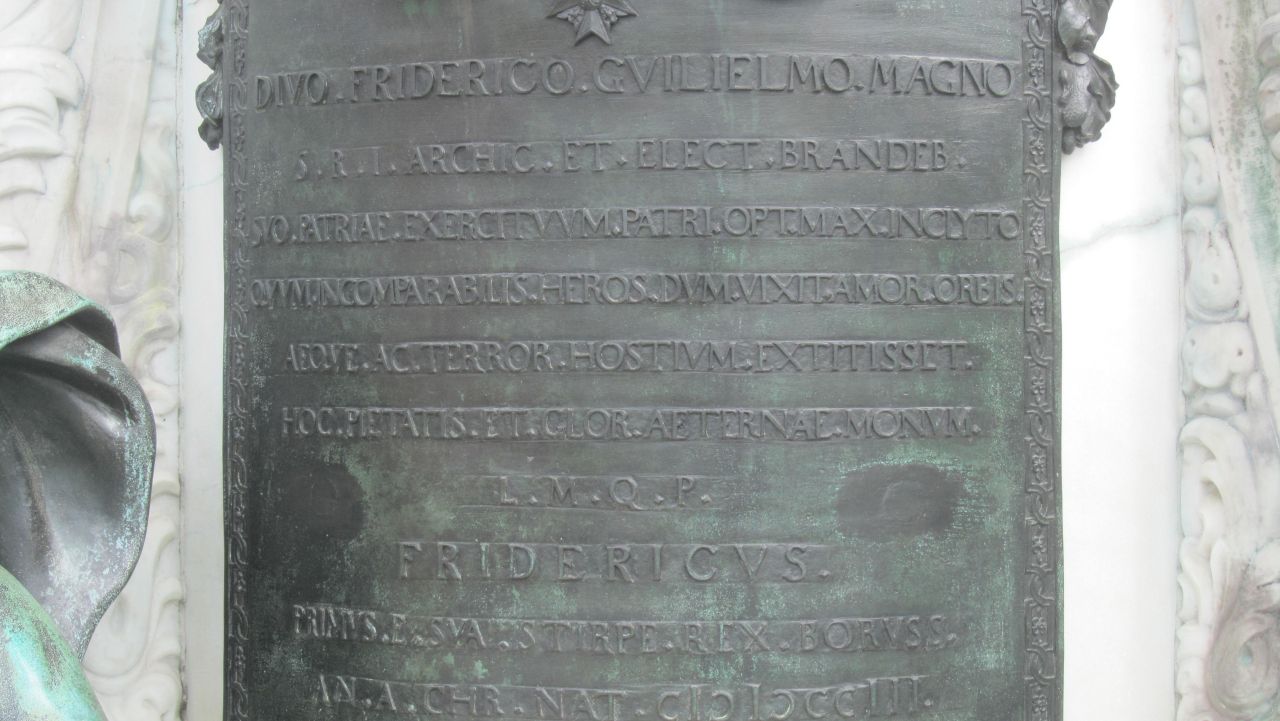 DIVO. FRIDERICO. GVILIELMO. MAGNO
S. R. I. ARCHIC. ET. ELECT. BRANDEB.
SVO. PATRIAE. EXERCITVVM. PATRI. OPT. MAX. INCLYTO
QVVM. INCOMPARABILIS. HEROS. DVM. VIXIT. AMOR. ORBIS.
AEQVE. AC. TERROR. HOSTIVM. EXTITISSET.
HOC. PIETATIS. ET. GLOR. AETERNAE. MONVM.
L. M. Q. P.
FRIDERICVS.
PRIMVS. E. SVA. STIRPE. REX. BORVSS.
AN. A. CHR. NAT. CIƆIƆCCIII.